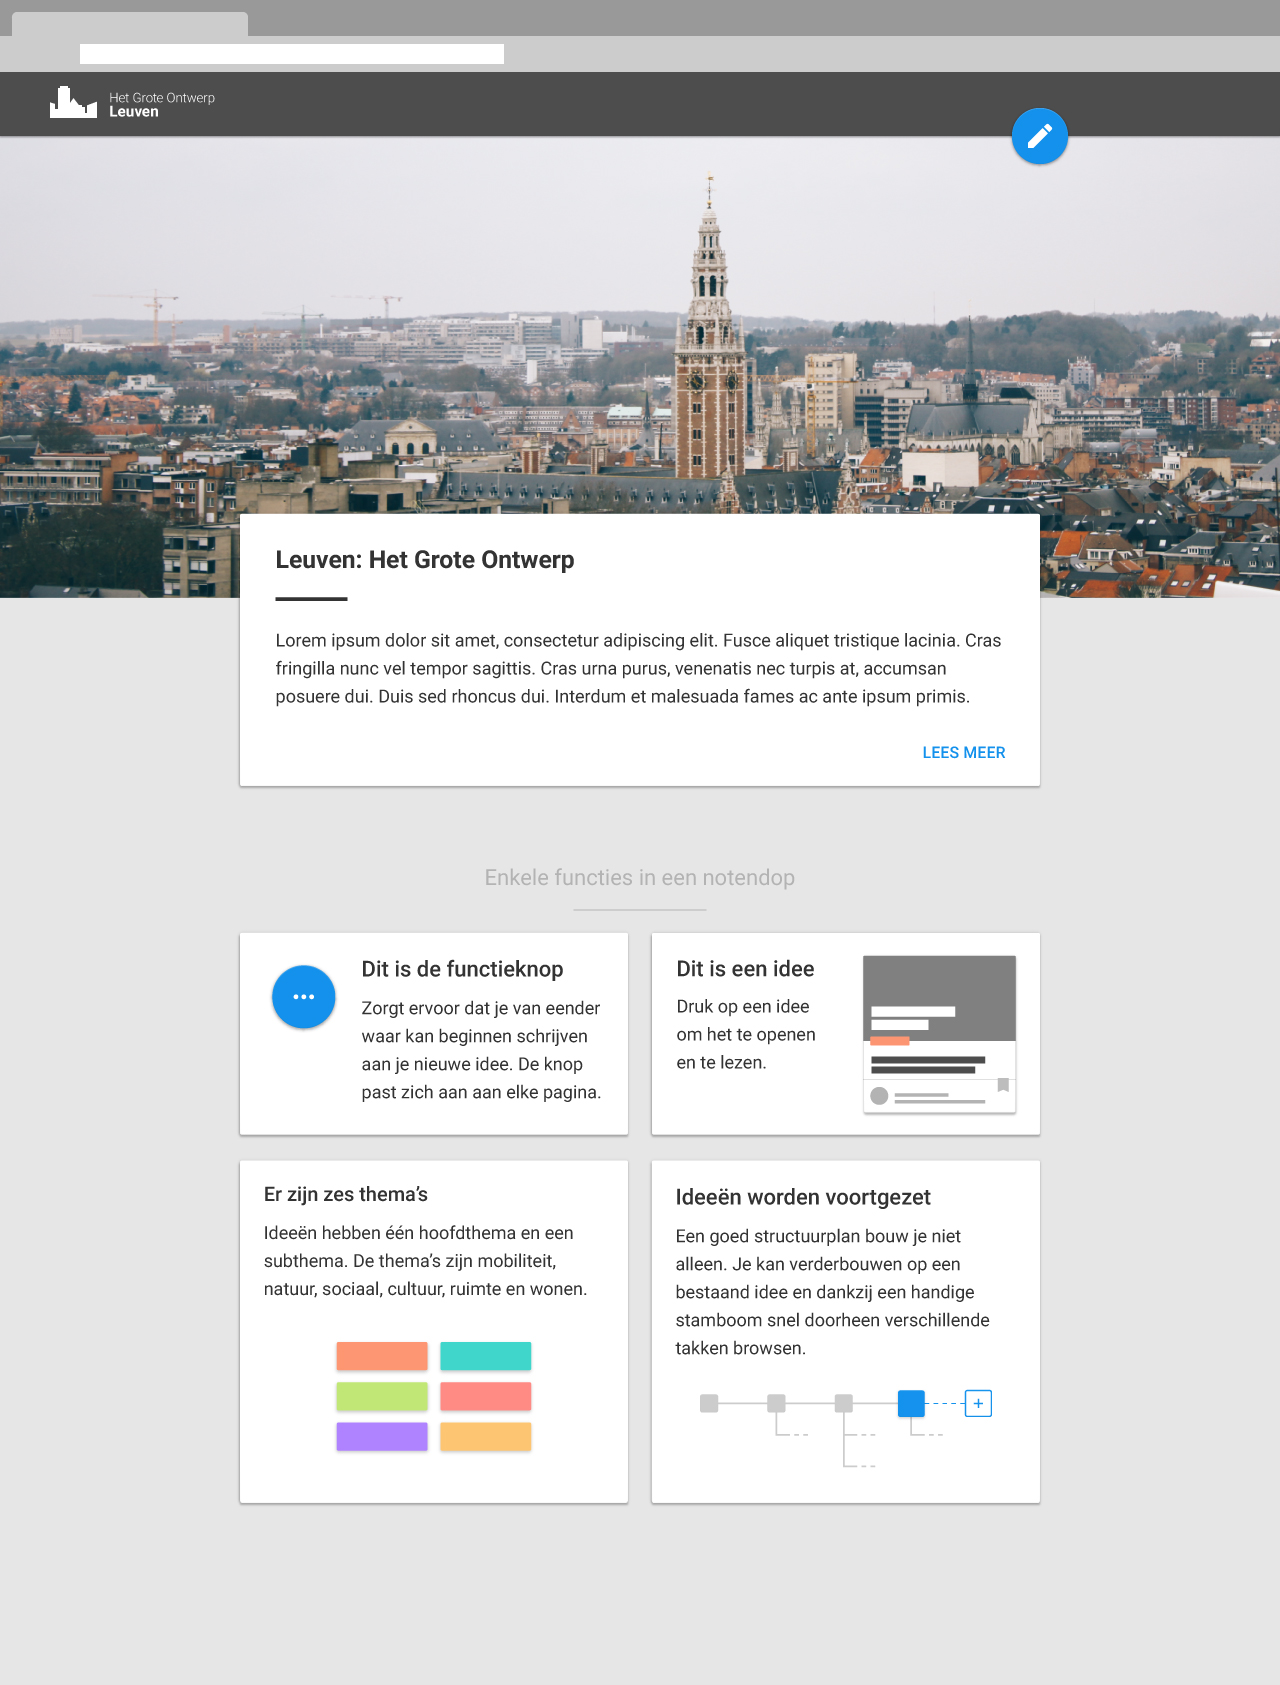 Het Grote Ontwerp
Leuven
Leuven: Het Grote Ontwerp
Lorem ipsum dolor sit amet, consectetur adipiscing elit. Fusce aliquet tristique lacinia. Cras
fringilla nunc vel tempor sagittis. Cras urna purus, venenatis nec turpis at, accumsan
posuere dui. Duis sed rhoncus dui. Interdum et malesuada fames ac ante ipsum primis.
LEES MEER
Enkele functies in een notendop
Dit is de functieknop
Zorgt ervoor dat je van eender
waar kan beginnen schrijven
aan je nieuwe idee. De knop
past zich aan aan elke pagina.
Dit is een idee
Druk op een idee
om het te openen
en te lezen.
Er zijn zes thema’s
Ideeën hebben één hoofdthema en een
subthema. De thema’s zijn mobiliteit,
natuur, sociaal, cultuur, ruimte en wonen.
Ideeën worden voortgezet
Een goed structuurplan bouw je niet
alleen. Je kan verderbouwen op een
bestaand idee en dankzij een handige
stamboom snel doorheen verschillende
takken browsen.